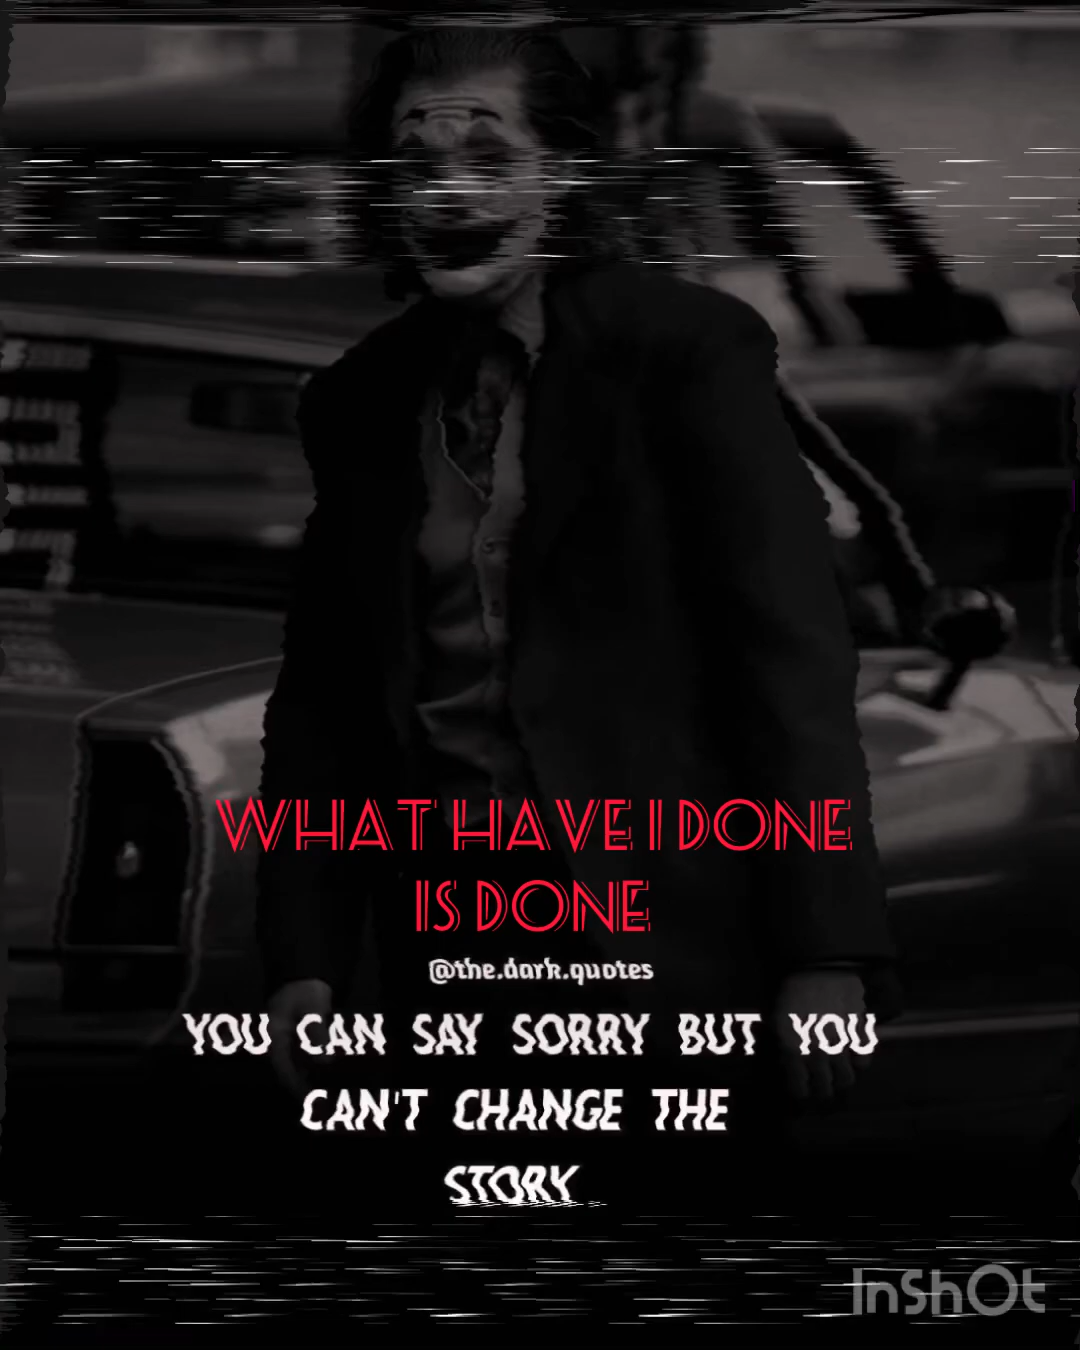 WHAT HAVE I DONE
IS DONE
@the.dark.quotes
YOU CAN SAY SORRY BUT YOU
CAN'T CHANGE THE
STORY
InShOt